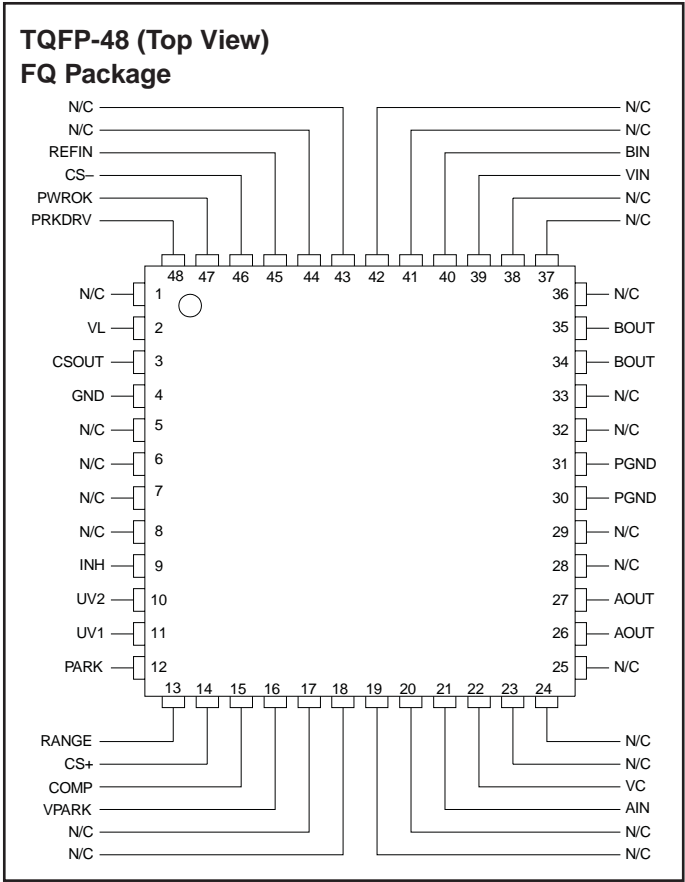 TQFP-48 (Top View)
FQ Package
N/C N/C
N/C N/C
REFIN BIN
CS– VIN
PWROK N/C
PRKDRV N/C
48 47 46 45 44 43 42 41 40 39 38 37
N/C 1 36 N/C
VL 2 35 BOUT
CSOUT 3 34 BOUT
GND 4 33 N/C
N/C 5 32 N/C
N/C 6 31 PGND
N/C 7 30 PGND
N/C 8 29 N/C
INH 9 28 N/C
UV2 10 27 AOUT
UV1 11 26 AOUT
PARK 12 25 N/C
13 14 15 16 17 18 19 20 21 22 23 24
RANGE N/C
CS+ N/C
COMP VC
VPARK AIN
N/C N/C
N/C N/C